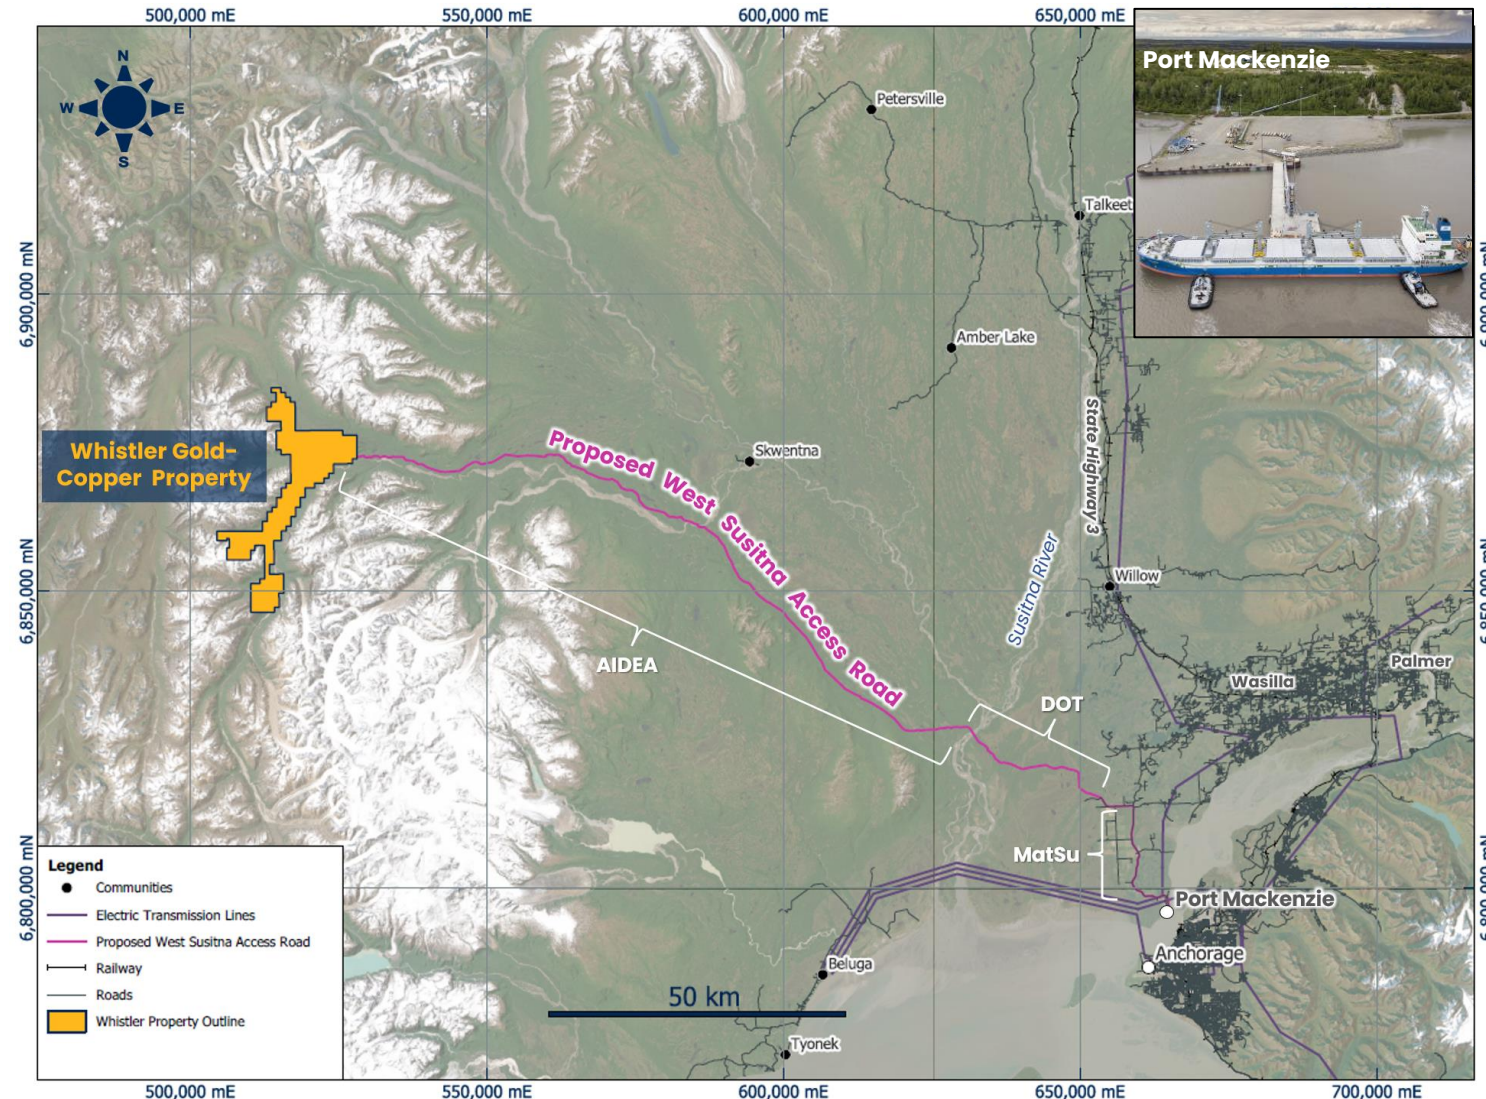 500,000 mE
550,000 mE
600,000 mE
650,000 mE
Port Mackenzie
N
W
E
S
Petersville
Talkeet
6,900,000 mN
Amber Lake
State Highway 3
Whistler Gold-
Copper Property
Proposed West Susitna Access Road
Skwentna
6,850,000 mN
Susitna River
Willow
AIDEA
Palmer
Wasilla
DOT
MatSu
6,800,000 mN
Port Mackenzie
Anchorage
Beluga
50 km
Tyonek
Legend
Communities
Electric Transmission Lines
Proposed West Susitna Access Road
Railway
Roads
Whistler Property Outline
500,000 mE
550,000 mE
600,000 mE
650,000 mE
700,000 mE